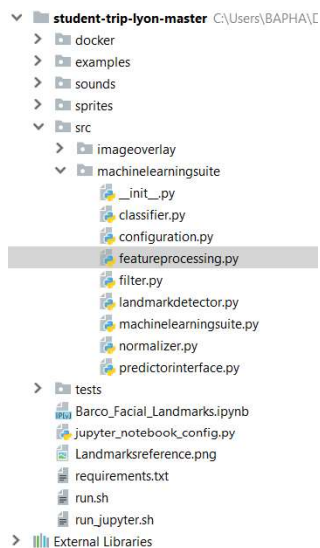 student-trip-lyon-master C:\Users\BAPHA\D
docker
examples
sounds
sprites
src
imageoverlay
machinelearningsuite
__init__.py
classifier.py
configuration.py
featureprocessing.py
filter.py
landmarkdetector.py
machinelearningsuite.py
normalizer.py
predictorinterface.py
tests
Barco_Facial_Landmarks.ipynb
jupyter_notebook_config.py
Landmarksreference.png
requirements.txt
run.sh
run_jupyter.sh
External Libraries